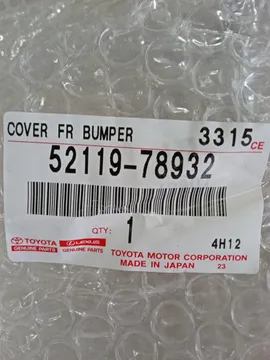 COVER FR BUMPER 3315CE
52119-78932
QTY: 1 4H12
TOYOTA LEXUS TOYOTA MOTOR CORPORATION
GENUINE PARTS GENUINE PARTS MADE IN JAPAN 23